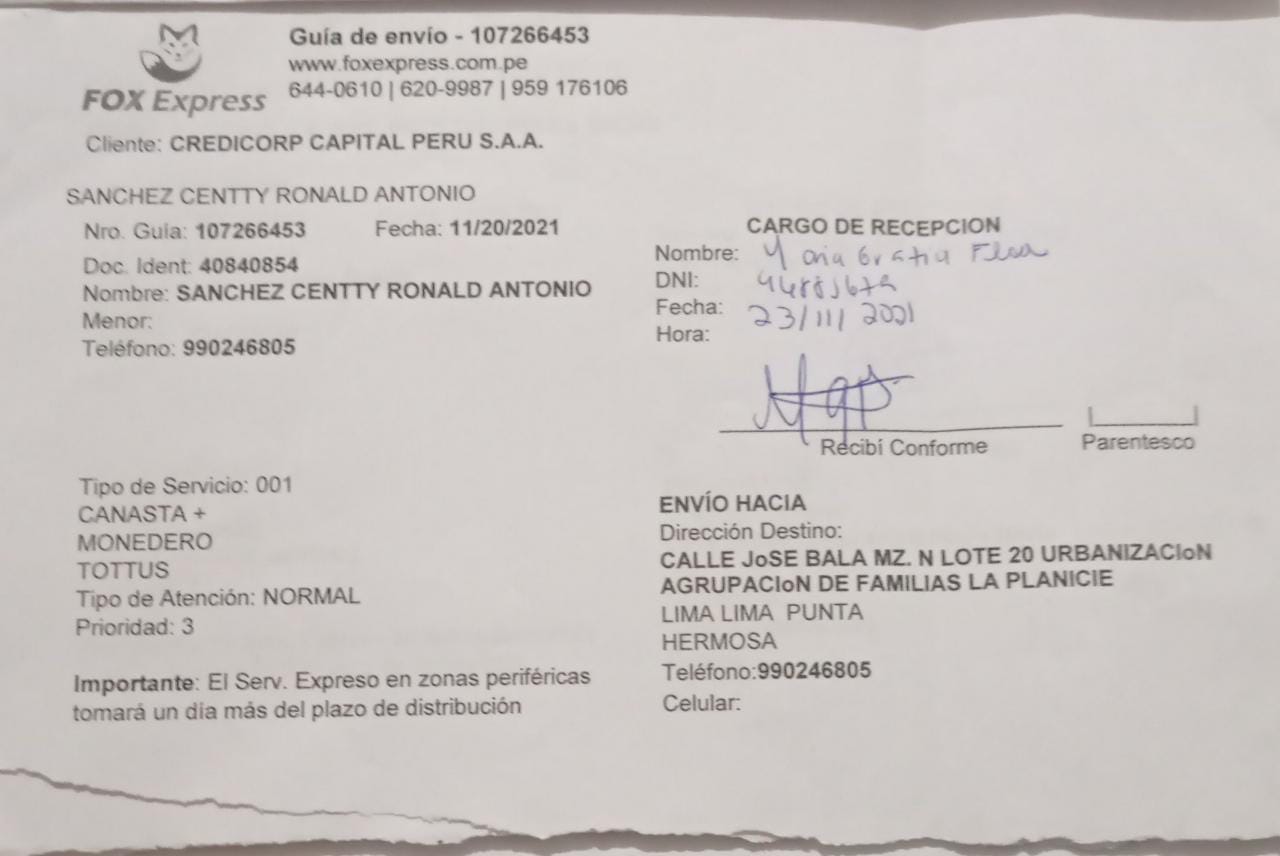 FOX Express
Guía de envío - 107266453
www.foxexpress.com.pe
644-0610 | 620-9987 | 959 176106
Cliente: CREDICORP CAPITAL PERU S.A.A.
SANCHEZ CENTTY RONALD ANTONIO
Nro. Guía: 107266453 Fecha: 11/20/2021
Doc. Ident: 40840854
Nombre: SANCHEZ CENTTY RONALD ANTONIO
Menor:
Teléfono: 990246805
CARGO DE RECEPCION
Nombre:
DNI:
Fecha: 23/11/2021
Hora:
Recibí Conforme
Parentesco
Tipo de Servicio: 001
CANASTA +
MONEDERO
TOTTUS
Tipo de Atención: NORMAL
Prioridad: 3
Importante: El Serv. Expreso en zonas periféricas
tomará un día más del plazo de distribución
ENVÍO HACIA
Dirección Destino:
CALLE JoSE BALA MZ. N LOTE 20 URBANIZACIoN
AGRUPACIoN DE FAMILIAS LA PLANICIE
LIMA LIMA PUNTA
HERMOSA
Teléfono:990246805
Celular: